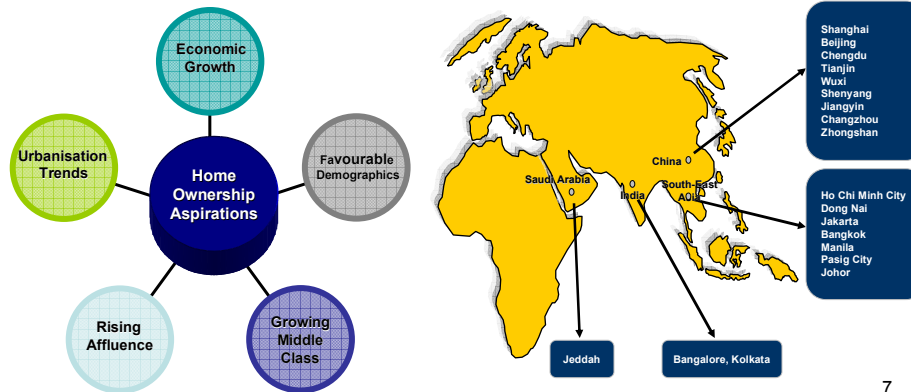 Economic
Growth
Urbanisation
Trends
Favourable
Demographics
Home
Ownership
Aspirations
Rising
Affluence
Growing
Middle
Class
China
Saudi Arabia
India
South-East
Asia
Shanghai
Beijing
Chengdu
Tianjin
Wuxi
Shenyang
Jiangyin
Changzhou
Zhongshan
Ho Chi Minh City
Dong Nai
Jakarta
Bangkok
Manila
Pasig City
Johor
Jeddah
Bangalore, Kolkata
7